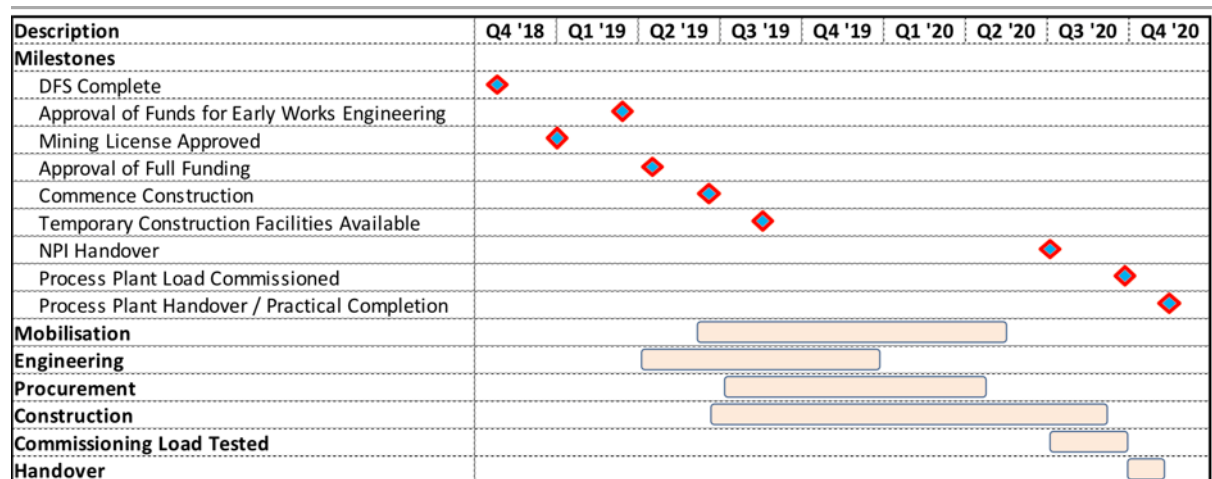 Description Q4 '18 Q1 '19 Q2 '19 Q3 '19 Q4 '19 Q1 '20 Q2 '20 Q3 '20 Q4 '20
Milestones
DFS Complete
Approval of Funds for Early Works Engineering
Mining License Approved
Approval of Full Funding
Commence Construction
Temporary Construction Facilities Available
NPI Handover
Process Plant Load Commissioned
Process Plant Handover / Practical Completion
Mobilisation
Engineering
Procurement
Construction
Commissioning Load Tested
Handover